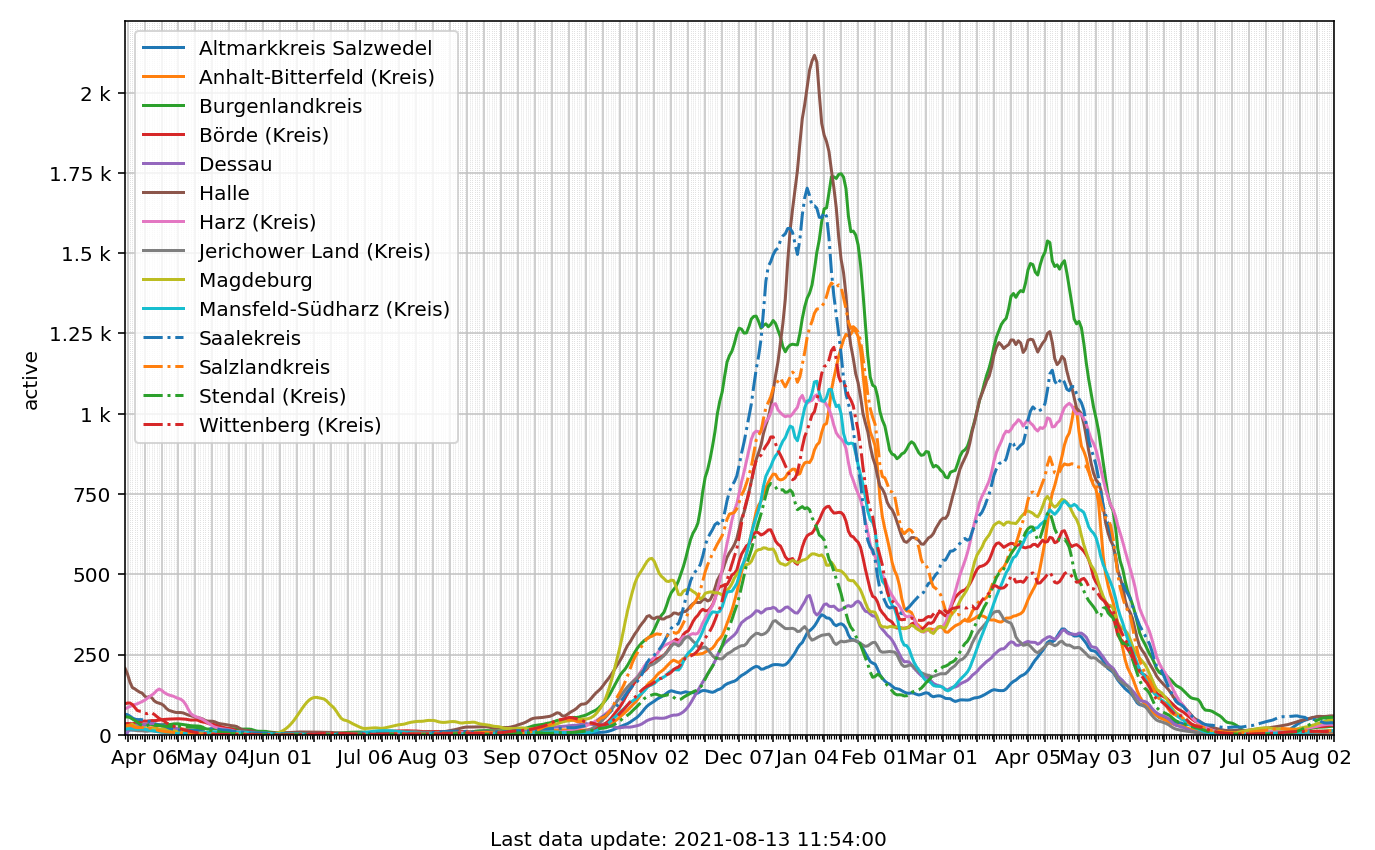 Altmarkkreis Salzwedel
Anhalt-Bitterfeld (Kreis)
Burgenlandkreis
Börde (Kreis)
Dessau
Halle
Harz (Kreis)
Jerichower Land (Kreis)
Magdeburg
Mansfeld-Südharz (Kreis)
Saalekreis
Salzlandkreis
Stendal (Kreis)
Wittenberg (Kreis)
2 k
1.75 k
1.5 k
1.25 k
1 k
750
500
250
0
active
Apr 06 May 04 Jun 01 Jul 06 Aug 03 Sep 07 Oct 05 Nov 02 Dec 07 Jan 04 Feb 01 Mar 01 Apr 05 May 03 Jun 07 Jul 05 Aug 02
Last data update: 2021-08-13 11:54:00